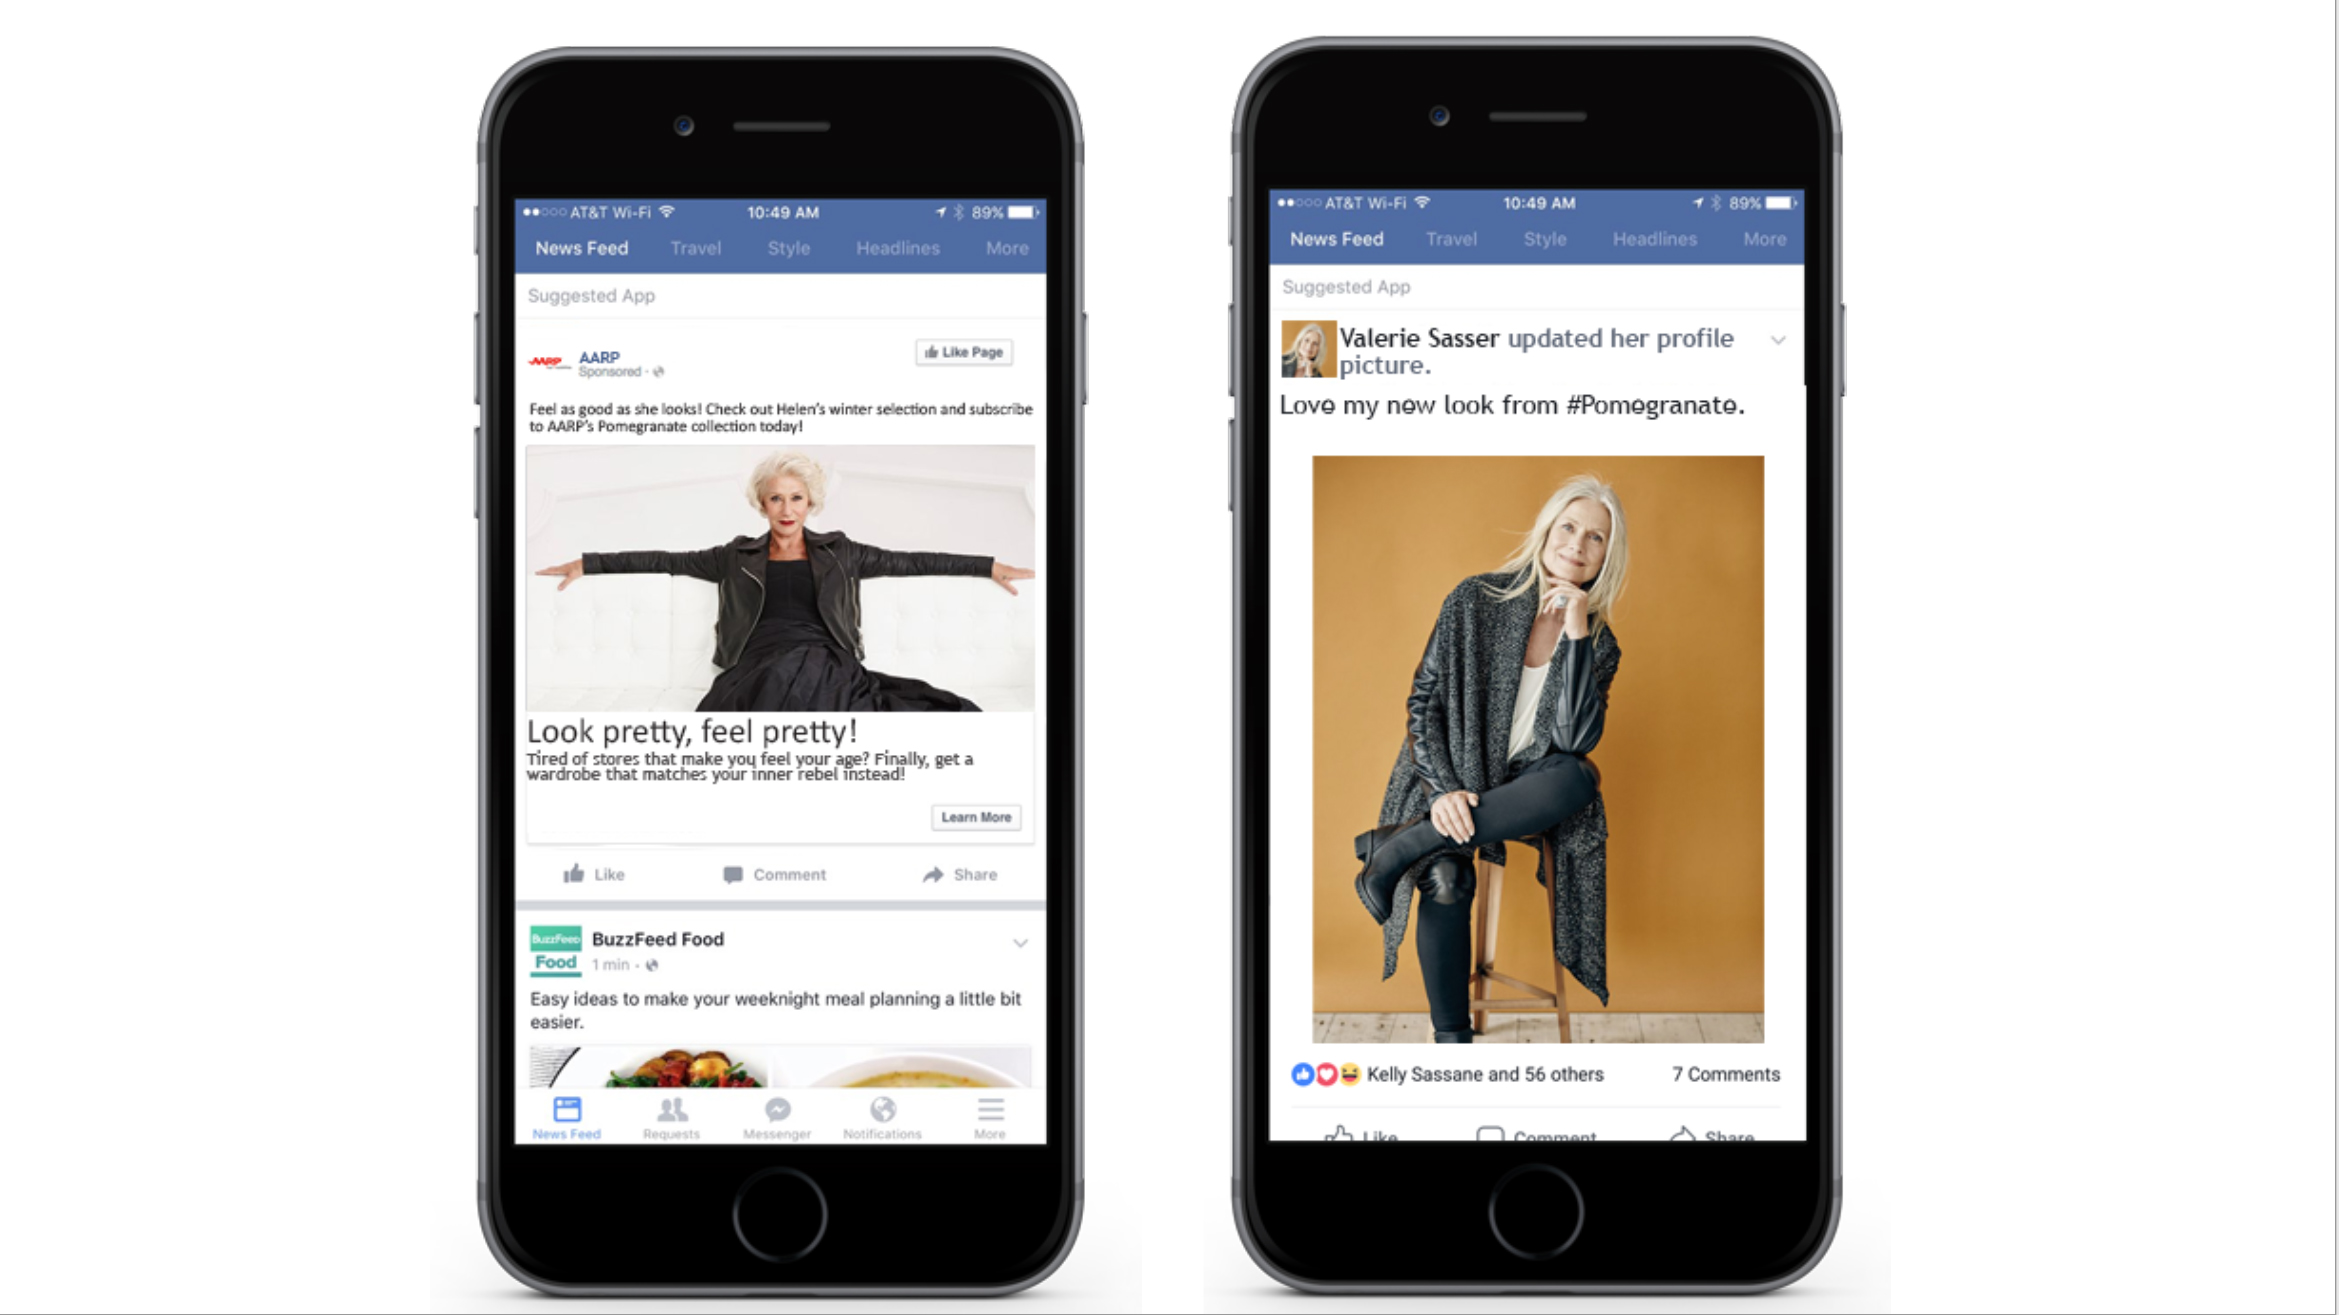 AT&T Wi-Fi 10:49 AM 89%
News Feed Travel Style Headlines More
Suggested App
AARP
AARP
Like Page
Sponsored ·
Feel as good as she looks! Check out Helen's winter selection and subscribe
to AARP's Pomegranate collection today!
Look pretty, feel pretty!
Tired of stores that make you feel your age? Finally, get a
wardrobe that matches your inner rebel instead!
Learn More
Like Comment Share
BuzzFeed
Food
BuzzFeed Food
1 min ·
Easy ideas to make your weeknight meal planning a little bit
easier.
News Feed Requests Messenger Notifications More
AT&T Wi-Fi 10:49 AM 89%
News Feed Travel Style Headlines More
Suggested App
Valerie Sasser updated her profile
picture.
Love my new look from #Pomegranate.
Kelly Sassane and 56 others 7 Comments
Like Comment Share